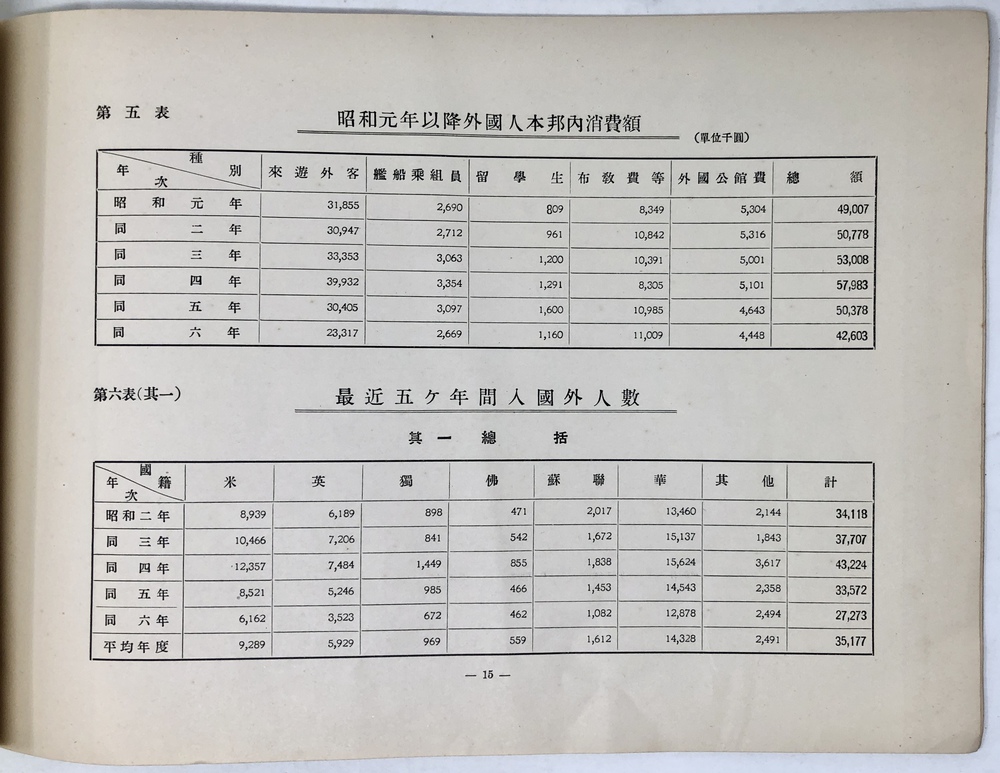 第五表
昭和元年以降外國人本邦內消費額
(單位千圓)
種別 年次 來遊外客 艦船乘組員 留學生 布敎費等 外國公館費 總額
昭和元年 31,855 2,690 809 8,349 5,304 49,007
同二年 30,947 2,712 961 10,842 5,316 50,778
同三年 33,353 3,063 1,200 10,391 5,001 53,008
同四年 39,932 3,354 1,291 8,305 5,101 57,983
同五年 30,405 3,097 1,600 10,985 4,643 50,378
同六年 23,317 2,669 1,160 11,009 4,448 42,603
第六表(其一)
最近五ケ年間入國外人數
其一總括
國籍 年次 米 英 獨 佛 蘇聯 華 其他 計
昭和二年 8,939 6,189 898 471 2,017 13,460 2,144 34,118
同三年 10,466 7,206 841 542 1,672 15,137 1,843 37,707
同四年 12,357 7,484 1,449 855 1,838 15,624 3,617 43,224
同五年 8,521 5,246 985 466 1,453 14,543 2,358 33,572
同六年 6,162 3,523 672 462 1,082 12,878 2,494 27,273
平均年度 9,289 5,929 969 559 1,612 14,328 2,491 35,177
— 15 —